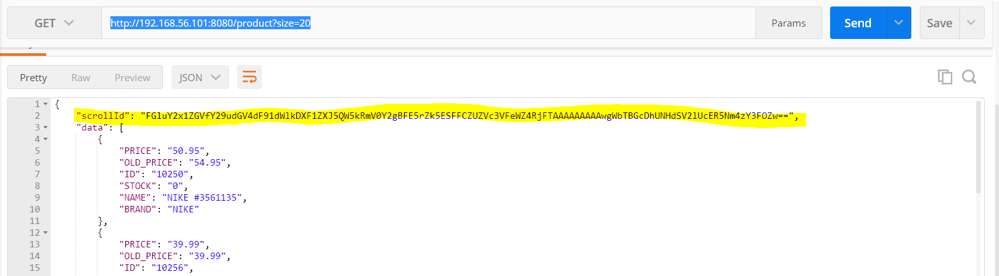 GET http://192.168.56.101:8080/product?size=20 Params Send Save
Pretty Raw Preview JSON
1 {
2 "scrollId": "FGluY2x1ZGVfY29udGV4dF91dWlkDXF1ZXJ5QW5kRmV0Y2gBFE5rZk5ESFFCZUZVc3VFeWZ4RjFTAAAAAAAAAwgWbTBGcDhUNHdSV2lUcER5Nm4zY3FOZw==",
3 "data": [
4 {
5 "PRICE": "50.95",
6 "OLD_PRICE": "54.95",
7 "ID": "10250",
8 "STOCK": "0",
9 "NAME": "NIKE #3561135",
10 "BRAND": "NIKE"
11 },
12 {
13 "PRICE": "39.99",
14 "OLD_PRICE": "39.99",
15 "ID": "10256",